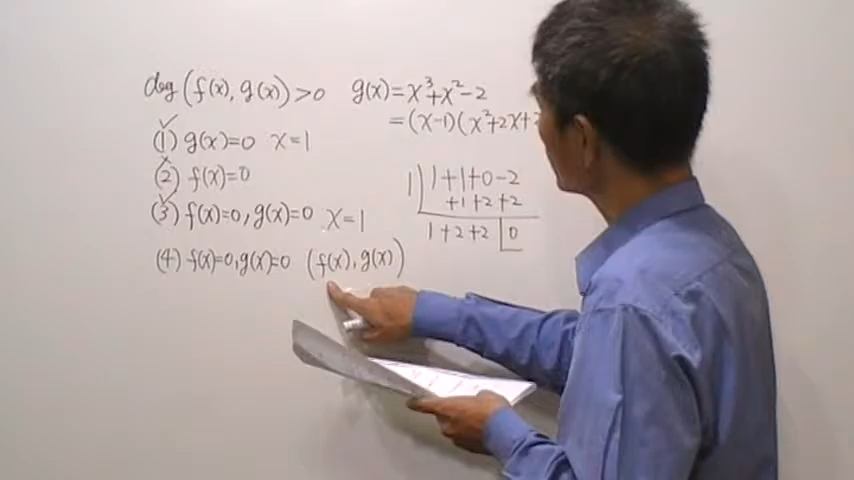 deg(f(x), g(x))>0
(1) g(x)=0 x=1
(2) f(x)=0
(3) f(x)=0, g(x)=0 x=1
(4) f(x)=0, g(x)=0 (f(x), g(x))
g(x)=x³+x²-2
=(x-1)(x²+2x+2
1) 1+1+0-2
+1+2+2
1+2+2 0